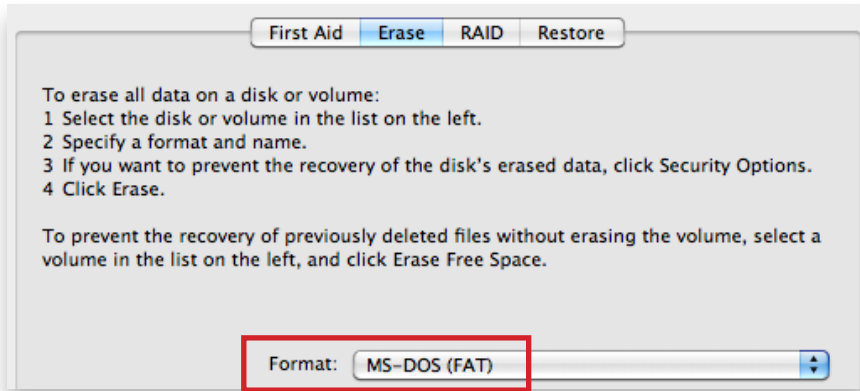 First Aid Erase RAID Restore
To erase all data on a disk or volume:
1 Select the disk or volume in the list on the left.
2 Specify a format and name.
3 If you want to prevent the recovery of the disk's erased data, click Security Options.
4 Click Erase.
To prevent the recovery of previously deleted files without erasing the volume, select a
volume in the list on the left, and click Erase Free Space.
Format: MS-DOS (FAT)